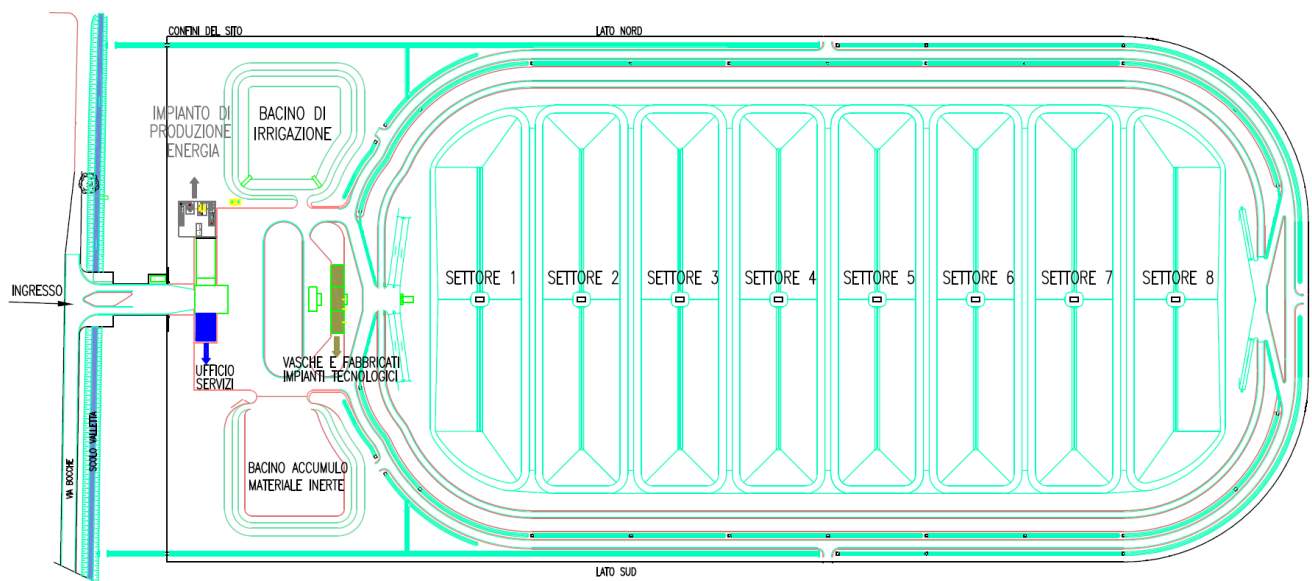 CONFINI DEL SITO
LATO NORD
IMPIANTO DI
PRODUZIONE
ENERGIA
BACINO DI
IRRIGAZIONE
INGRESSO
SETTORE 1
SETTORE 2
SETTORE 3
SETTORE 4
SETTORE 5
SETTORE 6
SETTORE 7
SETTORE 8
UFFICIO
SERVIZI
VASCHE E FABBRICATI
IMPIANTI TECNOLOGICI
VIA BOCCHE
SCOLO VALLETTA
BACINO ACCUMULO
MATERIALE INERTE
LATO SUD